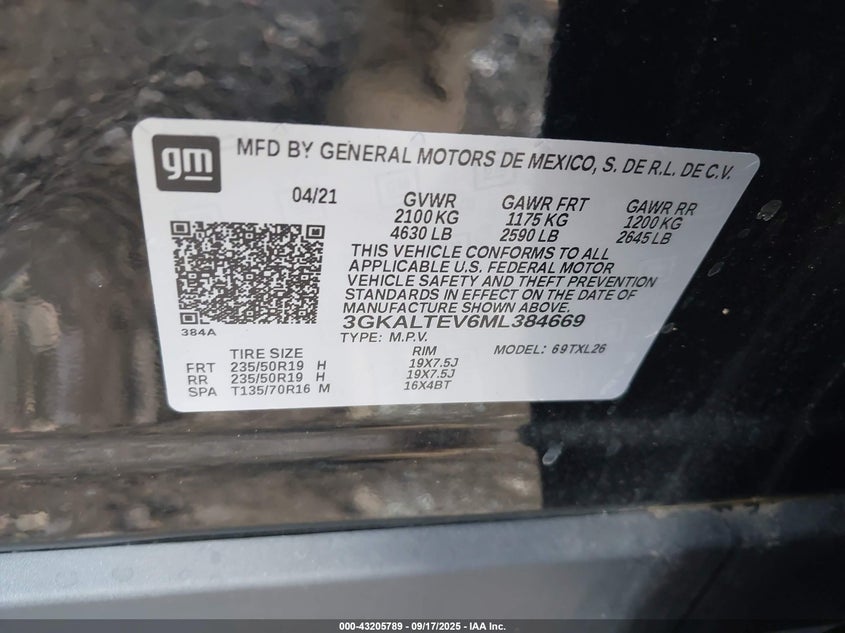 gm MFD BY GENERAL MOTORS DE MEXICO, S. DE R.L. DE C.V.
04/21 GVWR GAWR FRT GAWR RR
2100 KG 1175 KG 1200 KG
4630 LB 2590 LB 2645 LB
THIS VEHICLE CONFORMS TO ALL
APPLICABLE U.S. FEDERAL MOTOR
VEHICLE SAFETY AND THEFT PREVENTION
STANDARDS IN EFFECT ON THE DATE OF
MANUFACTURE SHOWN ABOVE.
384A 3GKALTEV6ML384669
TYPE: M.P.V. MODEL: 69TXL26
TIRE SIZE RIM
FRT 235/50R19 H 19X7.5J
RR 235/50R19 H 19X7.5J
SPA T135/70R16 M 16X4BT
000-43205789 - 09/17/2025 - IAA Inc.